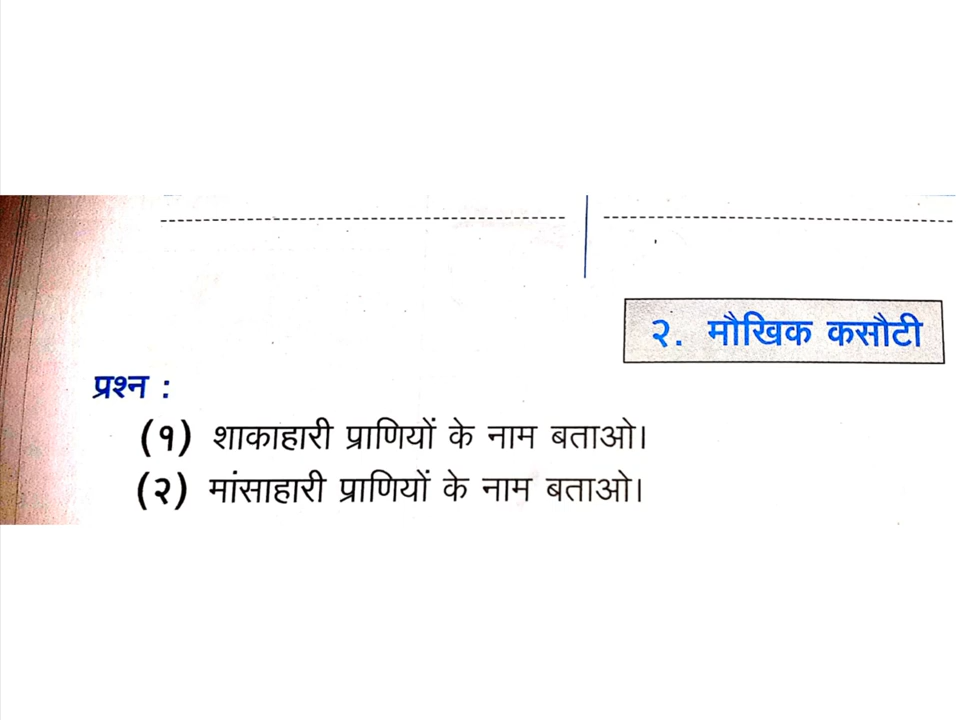 २. मौखिक कसौटी
प्रश्न :
(१) शाकाहारी प्राणियों के नाम बताओ।
(२) मांसाहारी प्राणियों के नाम बताओ।